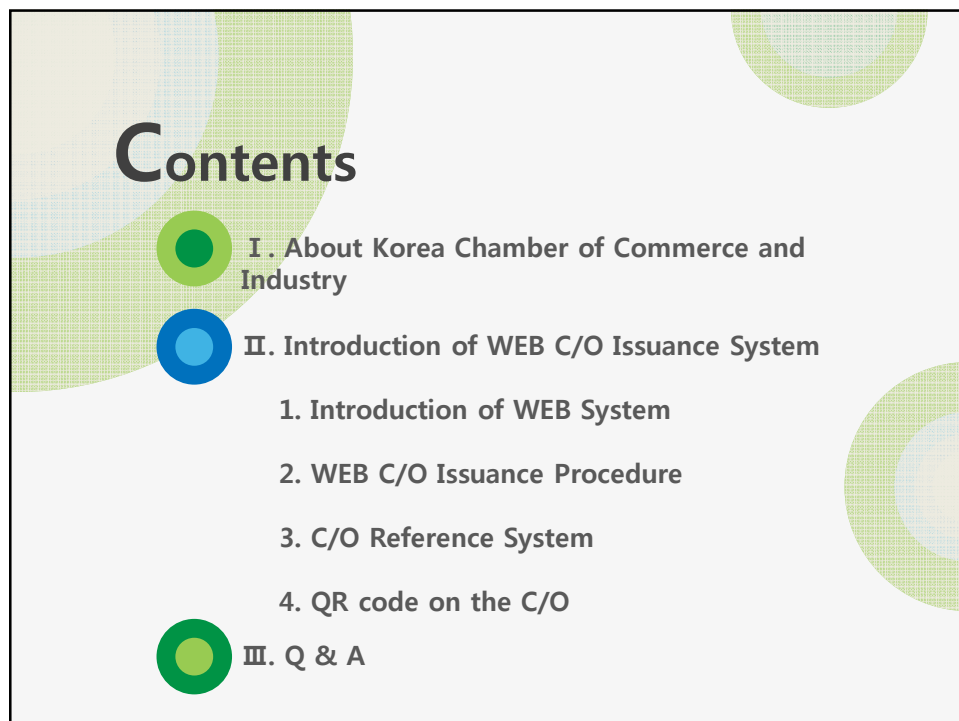 Contents
Ⅰ. About Korea Chamber of Commerce and
Industry
Ⅱ. Introduction of WEB C/O Issuance System
1. Introduction of WEB System
2. WEB C/O Issuance Procedure
3. C/O Reference System
4. QR code on the C/O
Ⅲ. Q & A